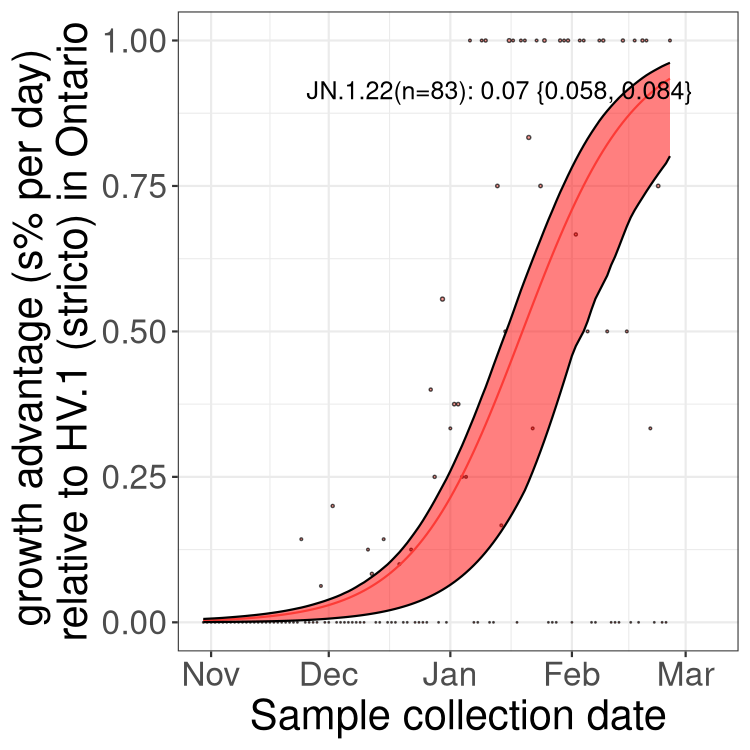 growth advantage (s% per day)
relative to HV.1 (stricto) in Ontario
1.00
0.75
0.50
0.25
0.00
JN.1.22(n=83): 0.07 {0.058, 0.084}
Nov Dec Jan Feb Mar
Sample collection date